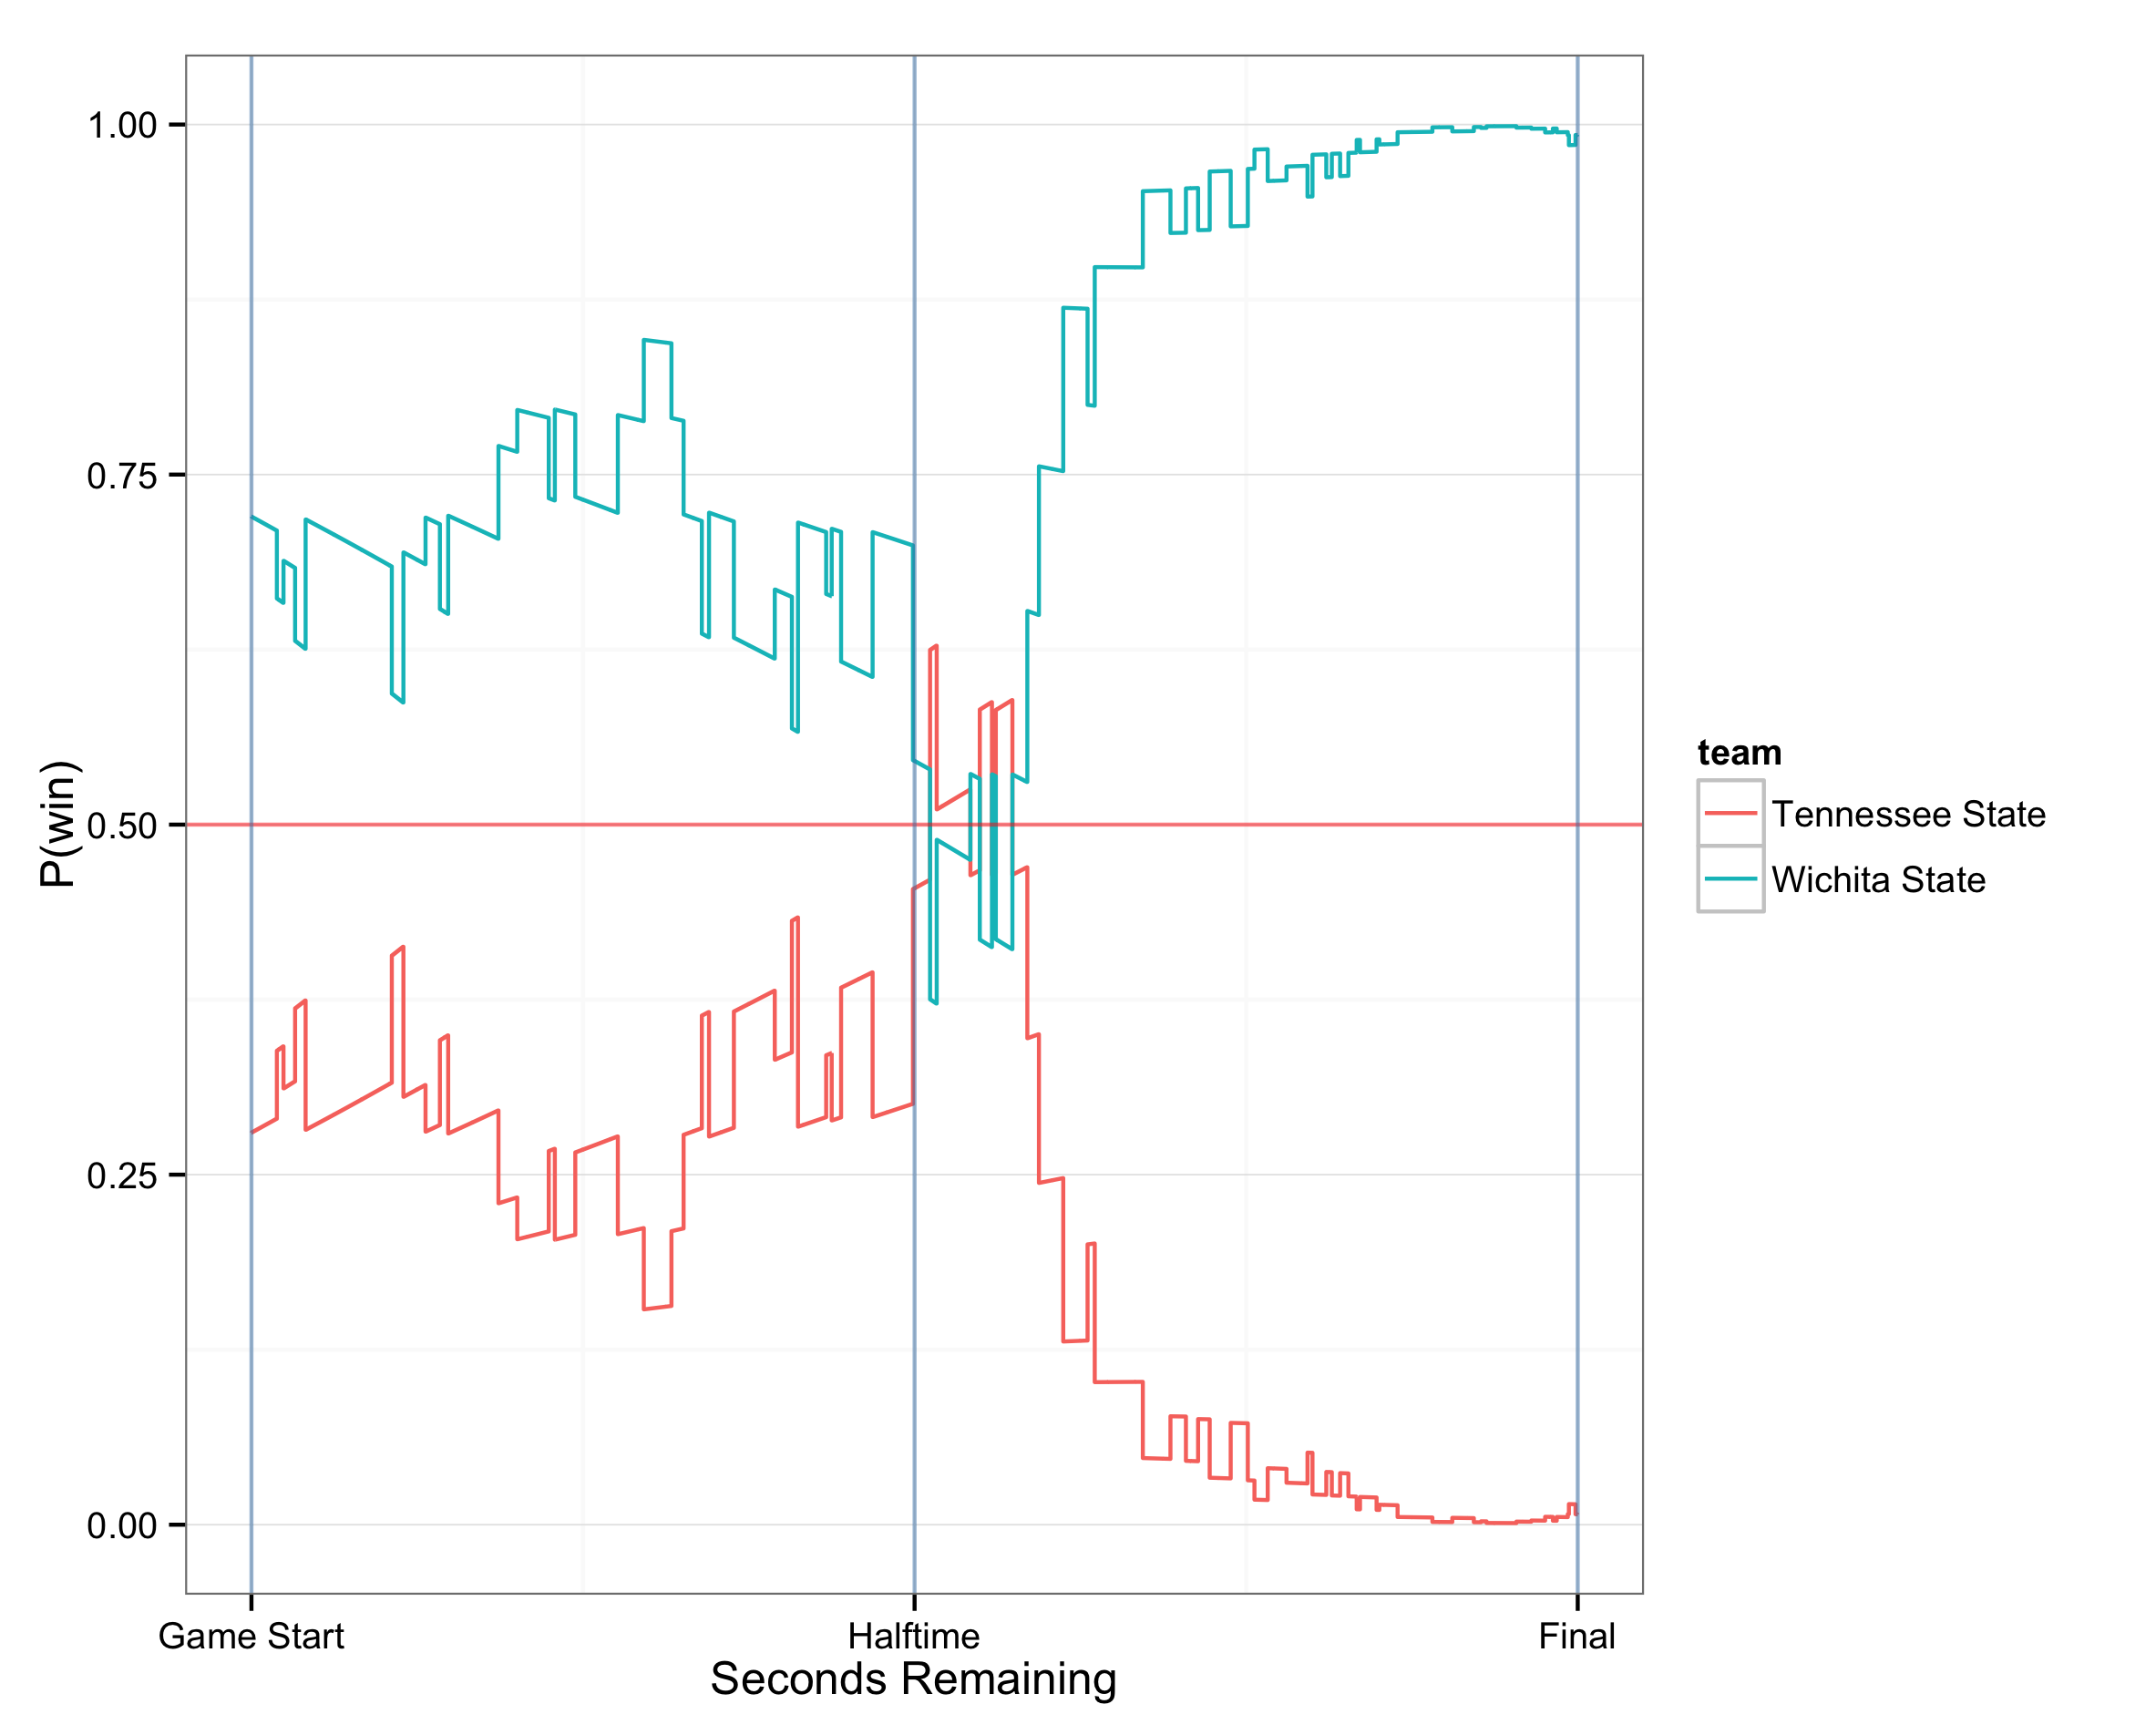 P(win)
1.00
0.75
0.50
0.25
0.00
Game Start
Halftime
Final
Seconds Remaining
team
Tennessee State
Wichita State